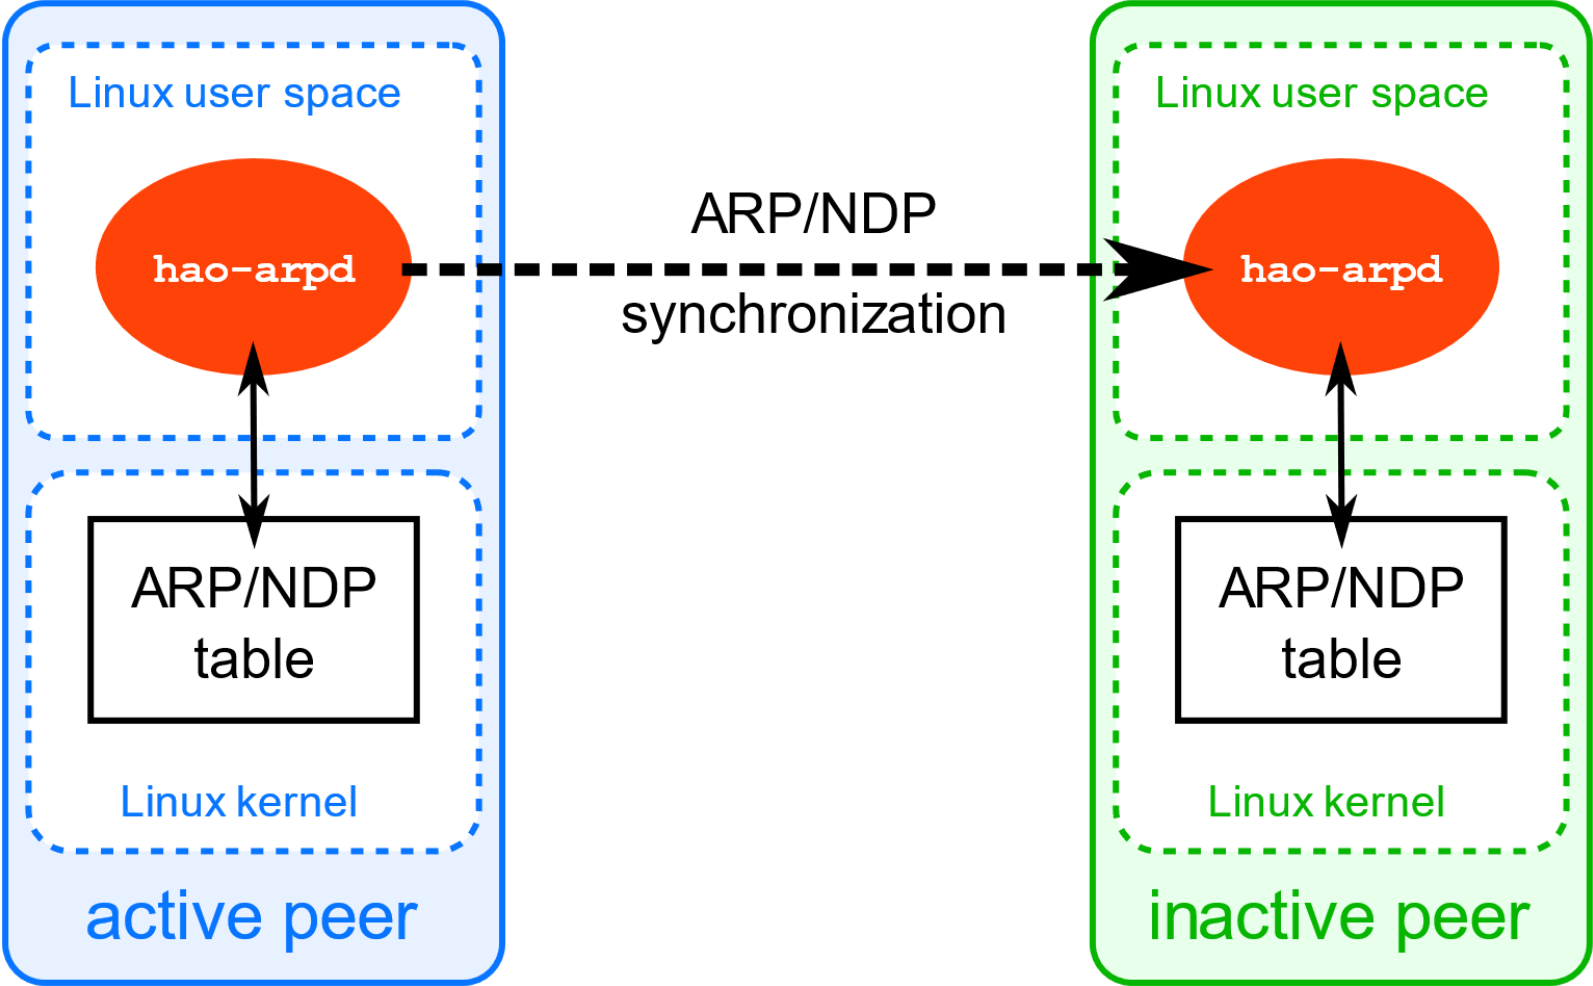 Linux user space
hao-arpd
ARP/NDP
table
Linux kernel
active peer
ARP/NDP
synchronization
Linux user space
hao-arpd
ARP/NDP
table
Linux kernel
inactive peer